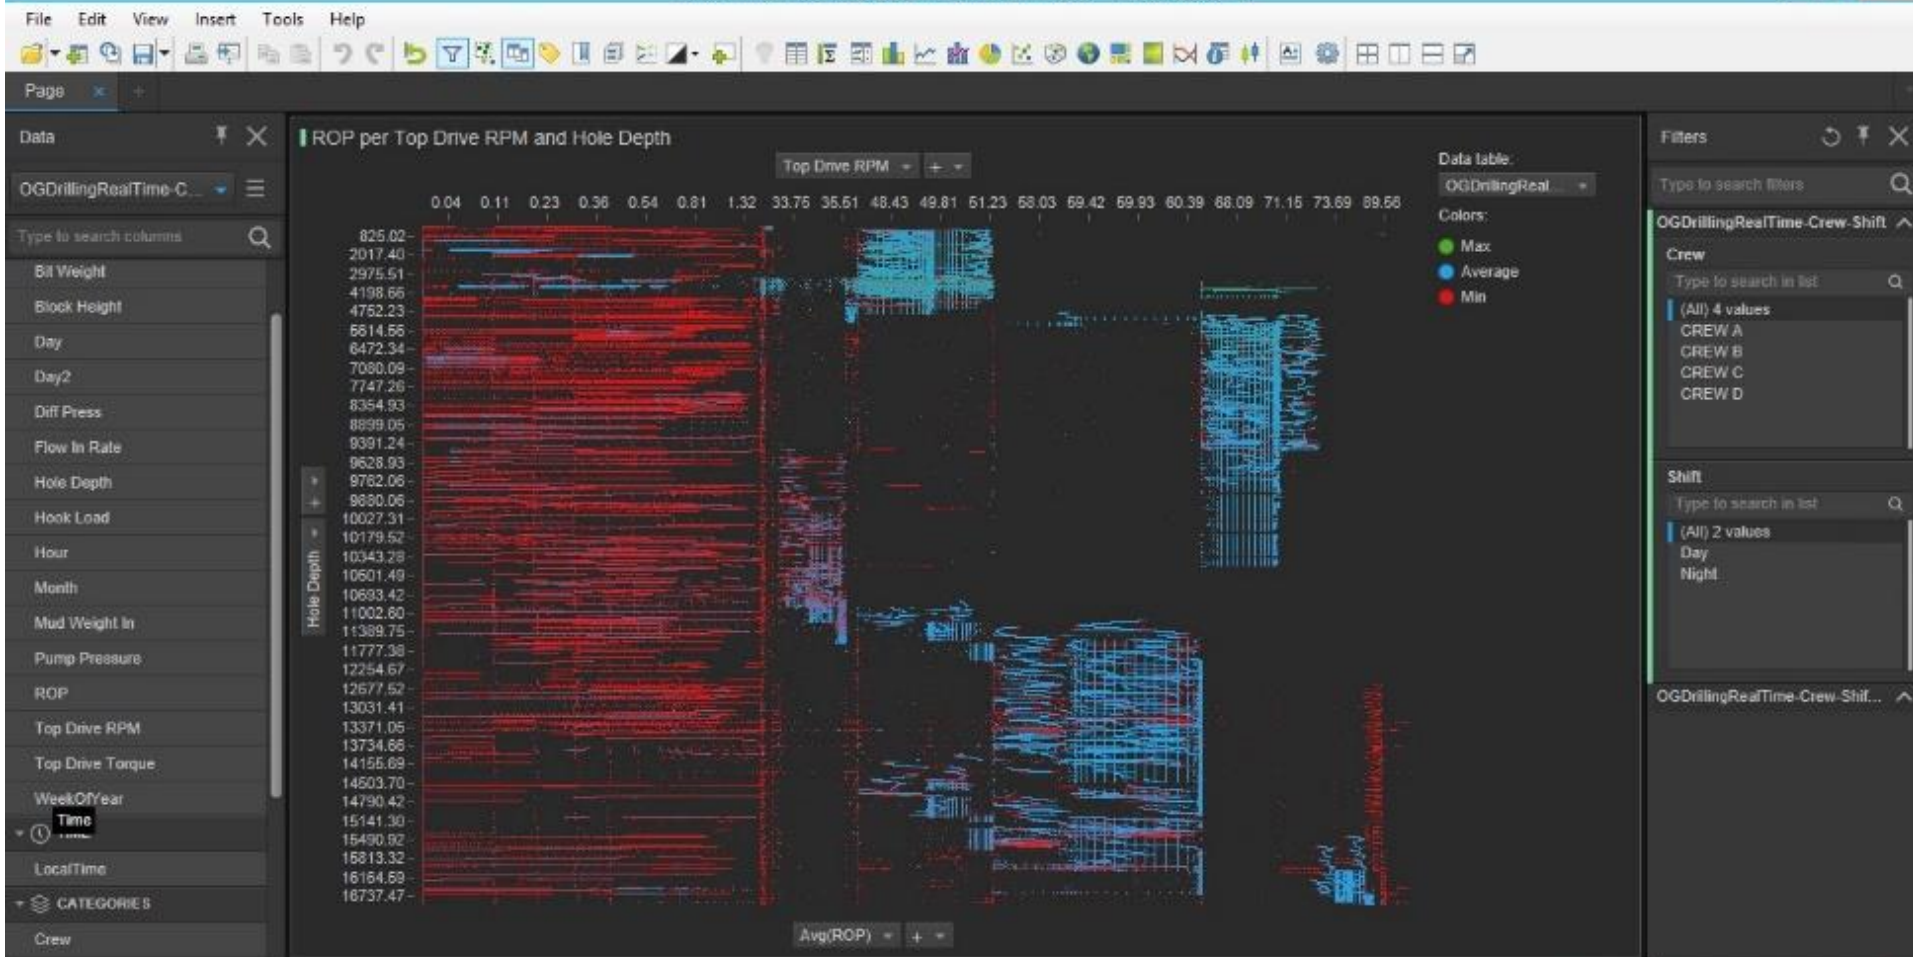 File Edit View Insert Tools Help
Page
Data
OGDrillingRealTime-C...
Type to search columns
Bit Weight
Block Height
Day
Day2
Diff Press
Flow In Rate
Hole Depth
Hook Load
Hour
Month
Mud Weight In
Pump Pressure
ROP
Top Drive RPM
Top Drive Torque
WeekOfYear
Time
LocalTime
CATEGORIES
Crew
ROP per Top Drive RPM and Hole Depth
Top Drive RPM
0.04 0.11 0.23 0.36 0.54 0.81 1.32 33.75 35.51 48.43 49.81 51.23 58.03 59.42 59.93 60.39 68.09 71.15 73.69 89.56
825.02
2017.40
2975.51
4198.66
4752.23
5614.56
6472.34
7080.09
7747.26
8354.93
8899.05
9391.24
9628.93
9762.06
9880.06
10027.31
10179.52
10343.28
10501.49
10693.42
11002.60
11389.75
11777.38
12254.67
12677.52
13031.41
13371.05
13734.66
14155.69
14503.70
14790.42
15141.30
15490.92
15813.32
16164.59
16737.47
Hole Depth
Avg(ROP)
Data table:
OGDrillingReal...
Colors:
Max
Average
Min
Filters
Type to search filters
OGDrillingRealTime-Crew-Shift
Crew
Type to search in list
(All) 4 values
CREW A
CREW B
CREW C
CREW D
Shift
Type to search in list
(All) 2 values
Day
Night
OGDrillingRealTime-Crew-Shif...